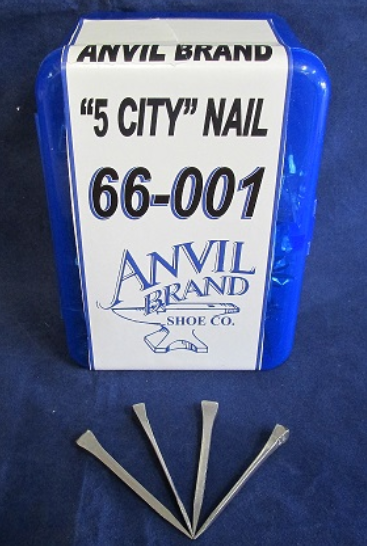 ANVIL BRAND
“5 CITY” NAIL
66-001
ANVIL
BRAND
SHOE CO.